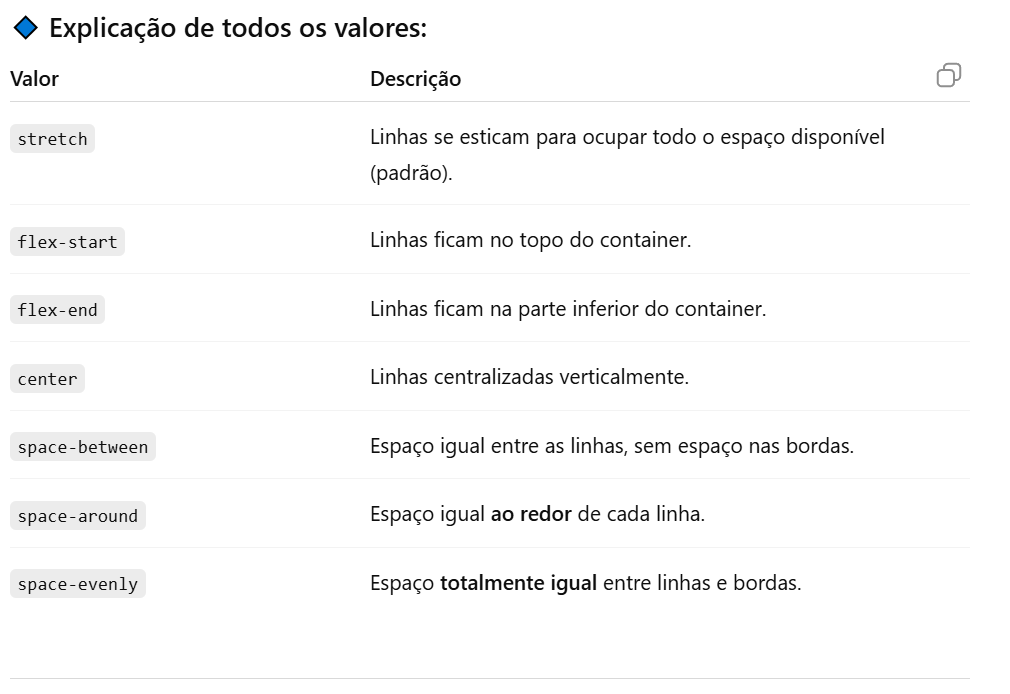 Explicação de todos os valores:
Valor Descrição
stretch Linhas se esticam para ocupar todo o espaço disponível
(padrão).
flex-start Linhas ficam no topo do container.
flex-end Linhas ficam na parte inferior do container.
center Linhas centralizadas verticalmente.
space-between Espaço igual entre as linhas, sem espaço nas bordas.
space-around Espaço igual ao redor de cada linha.
space-evenly Espaço totalmente igual entre linhas e bordas.